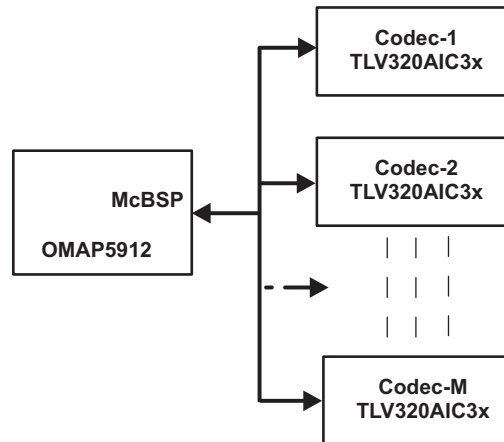 Codec-1
TLV320AIC3x
Codec-2
TLV320AIC3x
McBSP
OMAP5912
Codec-M
TLV320AIC3x